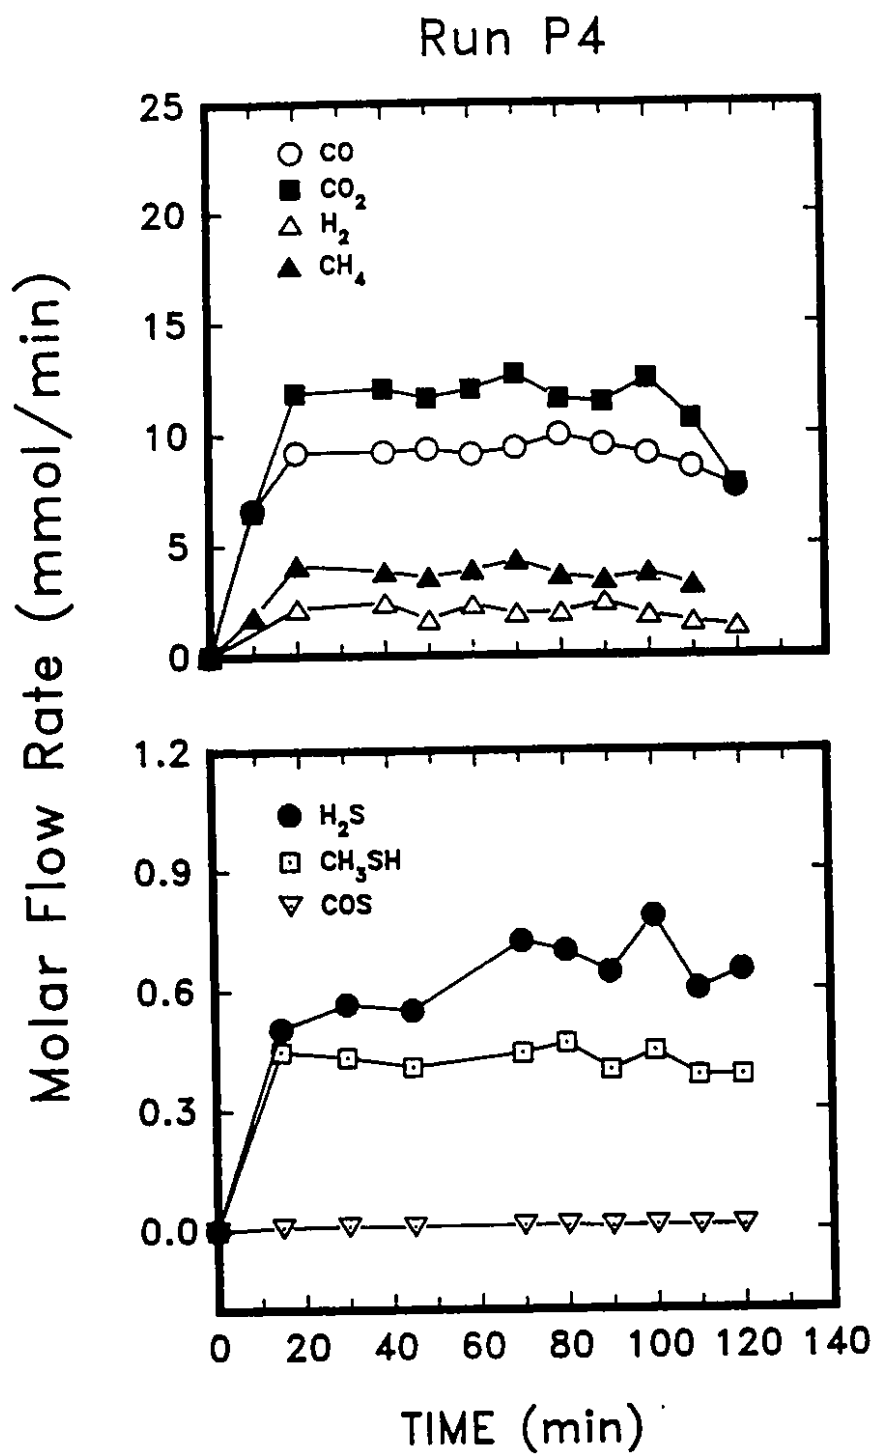 Run P4
Molar Flow Rate (mmol/min)
25
20
15
10
5
0
CO
CO₂
H₂
CH₄
1.2
0.9
0.6
0.3
0.0
H₂S
CH₃SH
COS
0 20 40 60 80 100 120 140
TIME (min)